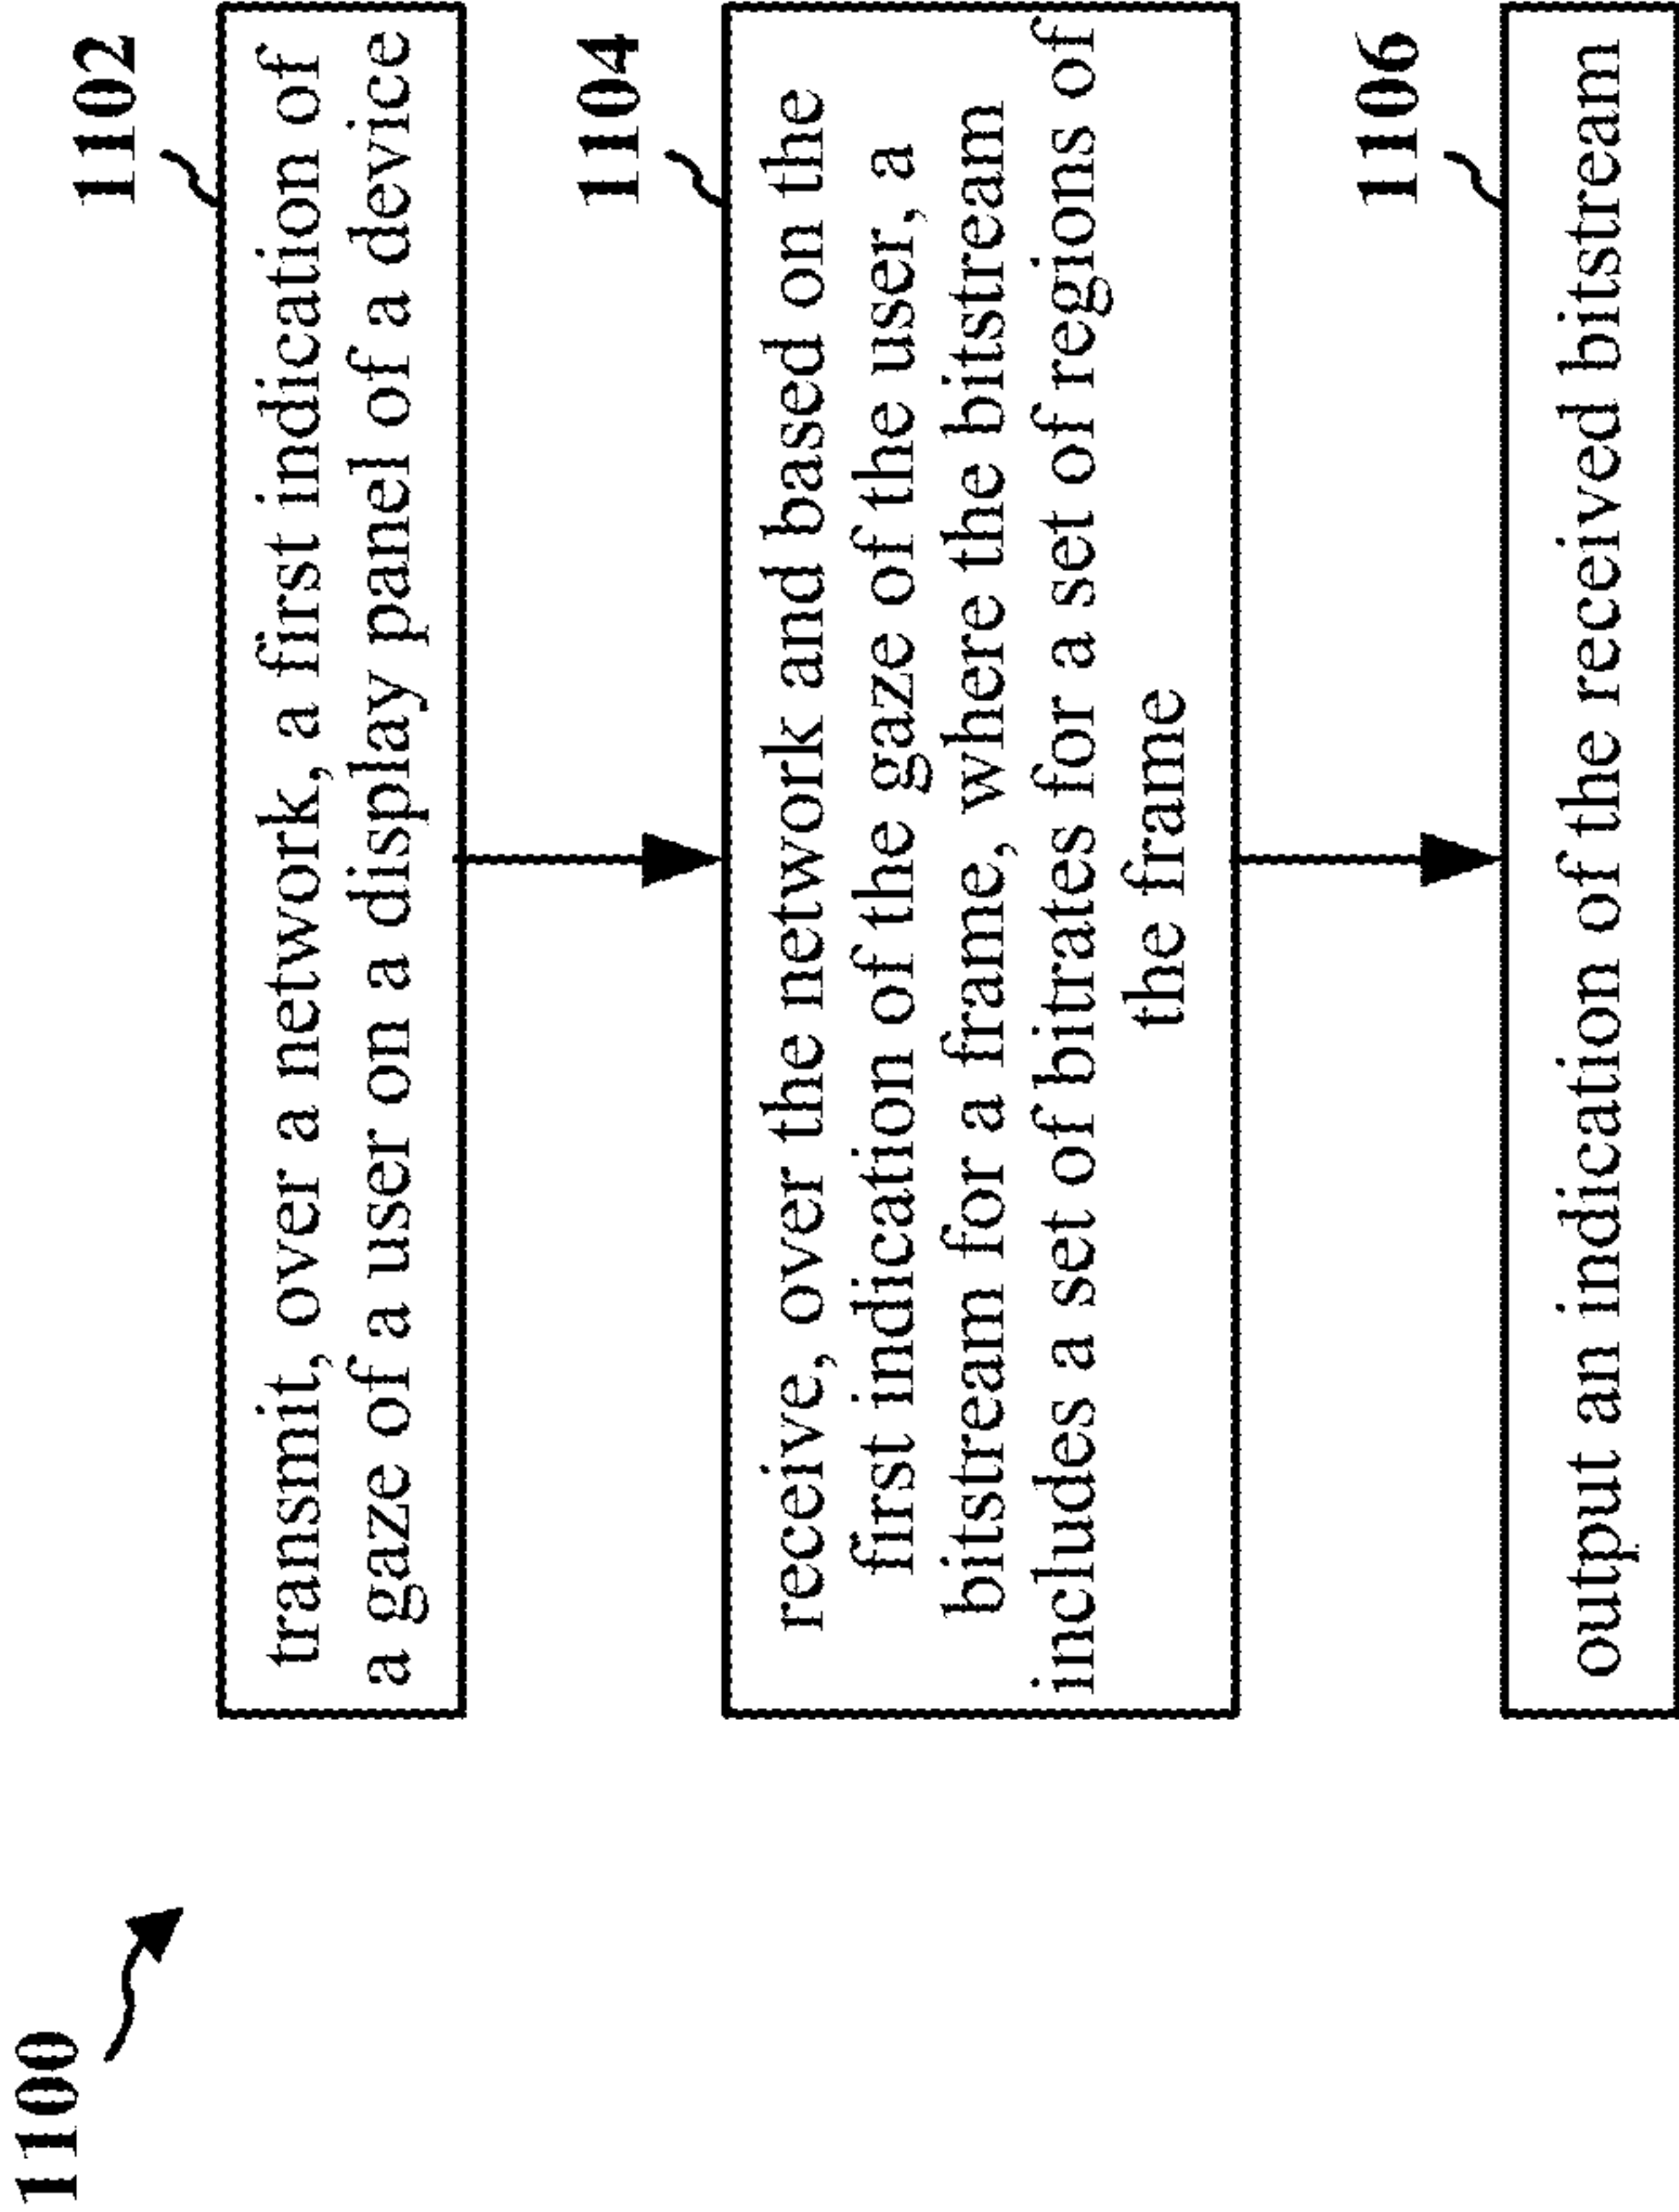 1100
1102
transmit, over a network, a first indication of
a gaze of a user on a display panel of a device
1104
receive, over the network and based on the
first indication of the gaze of the user, a
bitstream for a frame, where the bitstream
includes a set of bitrates for a set of regions of
the frame
1106
output an indication of the received bitstream